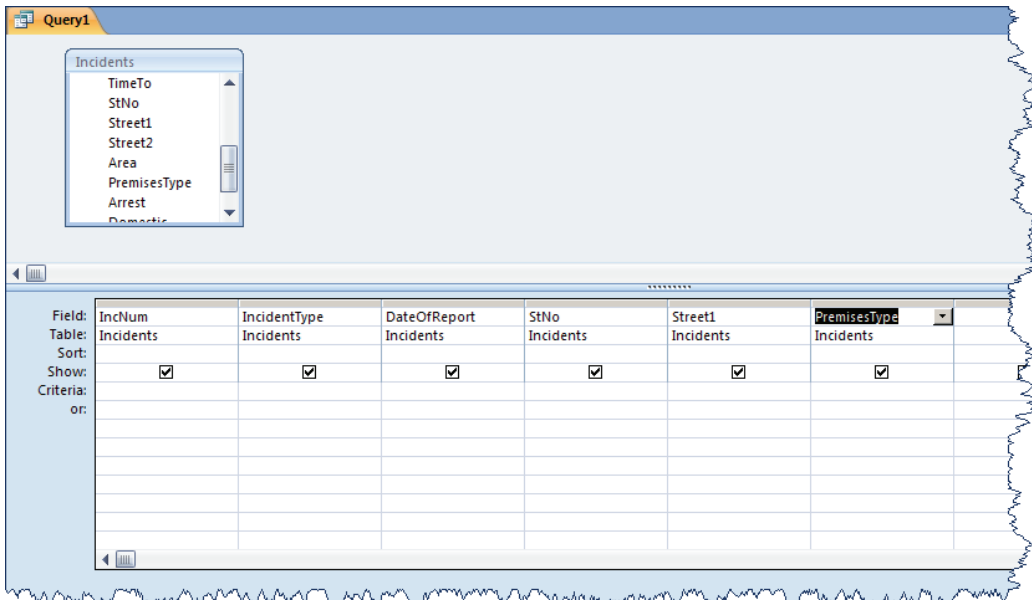 Query1
Incidents
TimeTo
StNo
Street1
Street2
Area
PremisesType
Arrest
Domestic
Field: IncNum IncidentType DateOfReport StNo Street1 PremisesType
Table: Incidents Incidents Incidents Incidents Incidents Incidents
Sort:
Show:
Criteria:
or: